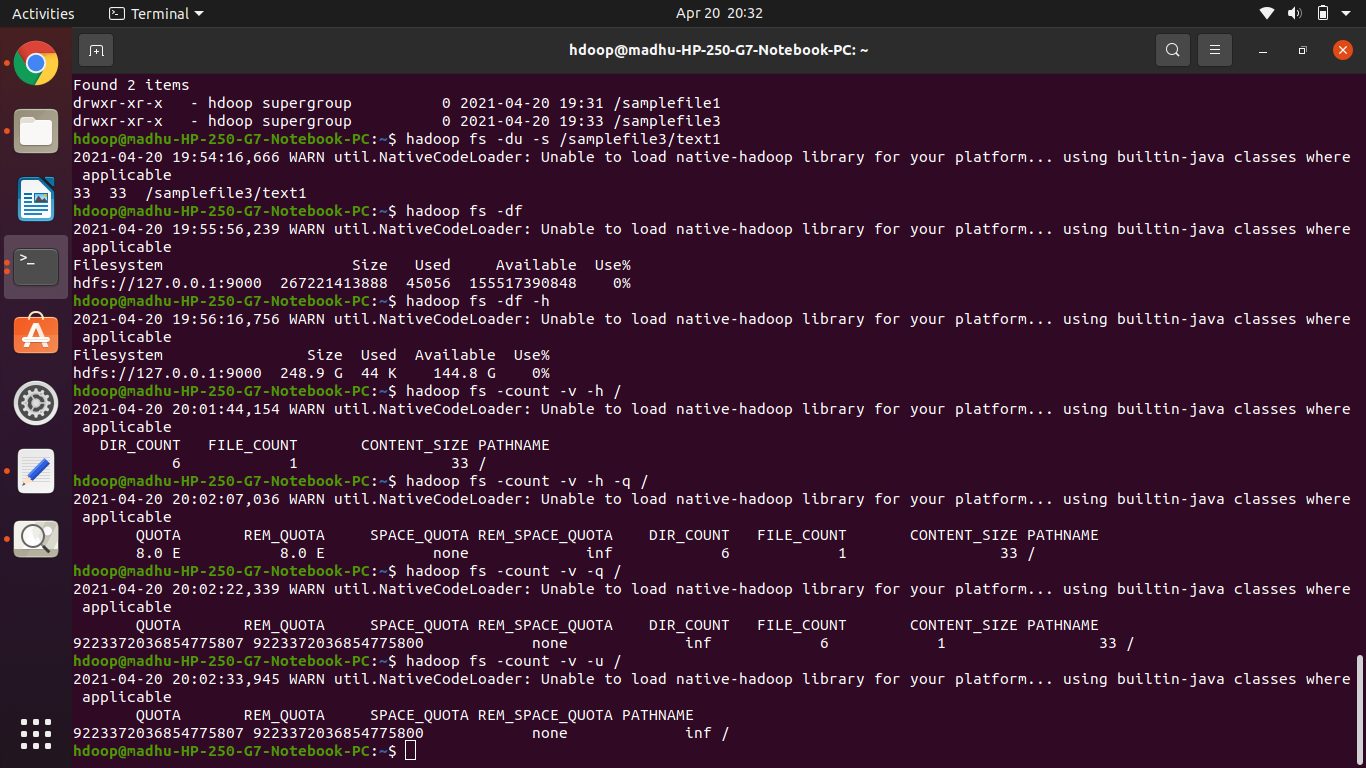 Activities Terminal Apr 20 20:32
hdoop@madhu-HP-250-G7-Notebook-PC: ~
Found 2 items
drwxr-xr-x   - hdoop supergroup          0 2021-04-20 19:31 /samplefile1
drwxr-xr-x   - hdoop supergroup          0 2021-04-20 19:33 /samplefile3
hdoop@madhu-HP-250-G7-Notebook-PC:~$ hadoop fs -du -s /samplefile3/text1
2021-04-20 19:54:16,666 WARN util.NativeCodeLoader: Unable to load native-hadoop library for your platform... using builtin-java classes where
 applicable
33  33  /samplefile3/text1
hdoop@madhu-HP-250-G7-Notebook-PC:~$ hadoop fs -df
2021-04-20 19:55:56,239 WARN util.NativeCodeLoader: Unable to load native-hadoop library for your platform... using builtin-java classes where
 applicable
Filesystem                     Size   Used     Available  Use%
hdfs://127.0.0.1:9000  267221413888  45056  155517390848    0%
hdoop@madhu-HP-250-G7-Notebook-PC:~$ hadoop fs -df -h
2021-04-20 19:56:16,756 WARN util.NativeCodeLoader: Unable to load native-hadoop library for your platform... using builtin-java classes where
 applicable
Filesystem                Size  Used  Available  Use%
hdfs://127.0.0.1:9000  248.9 G  44 K    144.8 G    0%
hdoop@madhu-HP-250-G7-Notebook-PC:~$ hadoop fs -count -v -h /
2021-04-20 20:01:44,154 WARN util.NativeCodeLoader: Unable to load native-hadoop library for your platform... using builtin-java classes where
 applicable
   DIR_COUNT   FILE_COUNT       CONTENT_SIZE PATHNAME
           6            1                 33 /
hdoop@madhu-HP-250-G7-Notebook-PC:~$ hadoop fs -count -v -h -q /
2021-04-20 20:02:07,036 WARN util.NativeCodeLoader: Unable to load native-hadoop library for your platform... using builtin-java classes where
 applicable
       QUOTA       REM_QUOTA     SPACE_QUOTA REM_SPACE_QUOTA    DIR_COUNT   FILE_COUNT       CONTENT_SIZE PATHNAME
       8.0 E           8.0 E            none             inf            6            1                 33 /
hdoop@madhu-HP-250-G7-Notebook-PC:~$ hadoop fs -count -v -q /
2021-04-20 20:02:22,339 WARN util.NativeCodeLoader: Unable to load native-hadoop library for your platform... using builtin-java classes where
 applicable
       QUOTA       REM_QUOTA     SPACE_QUOTA REM_SPACE_QUOTA    DIR_COUNT   FILE_COUNT       CONTENT_SIZE PATHNAME
9223372036854775807 9223372036854775800            none             inf            6            1                 33 /
hdoop@madhu-HP-250-G7-Notebook-PC:~$ hadoop fs -count -v -u /
2021-04-20 20:02:33,945 WARN util.NativeCodeLoader: Unable to load native-hadoop library for your platform... using builtin-java classes where
 applicable
       QUOTA       REM_QUOTA     SPACE_QUOTA REM_SPACE_QUOTA PATHNAME
9223372036854775807 9223372036854775800            none             inf /
hdoop@madhu-HP-250-G7-Notebook-PC:~$